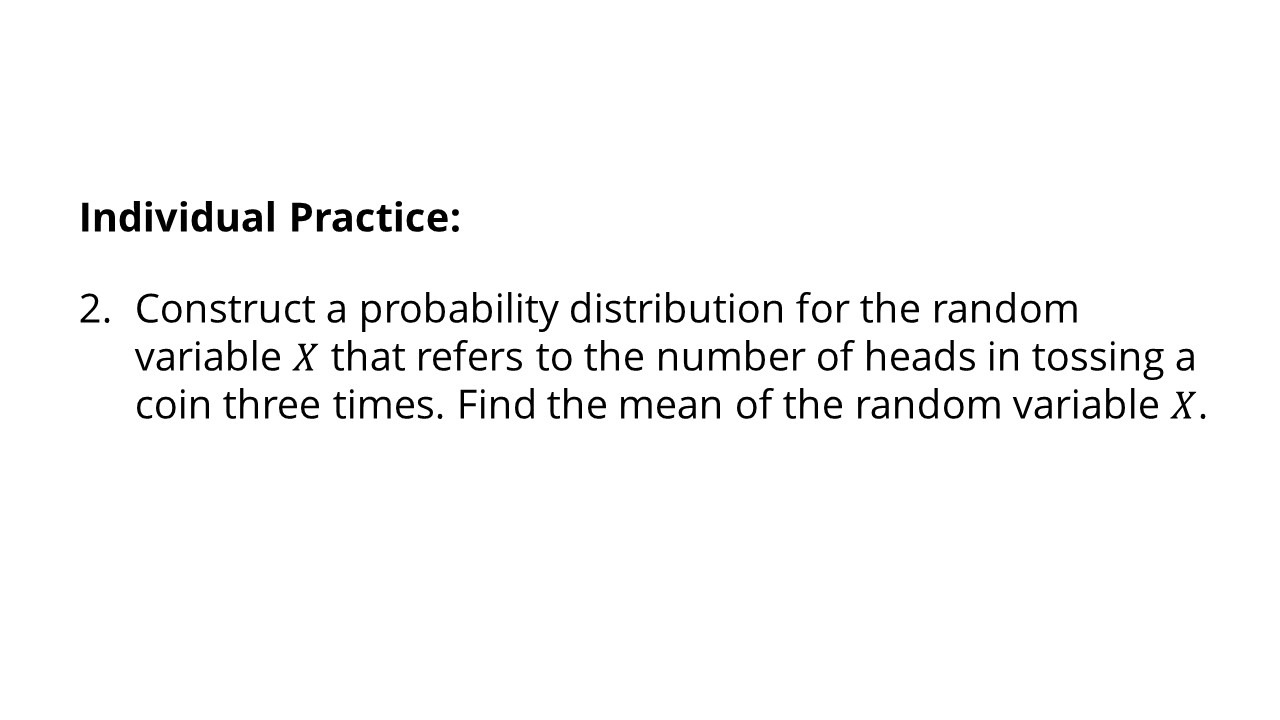 Individual Practice:
2. Construct a probability distribution for the random
variable X that refers to the number of heads in tossing a
coin three times. Find the mean of the random variable X.